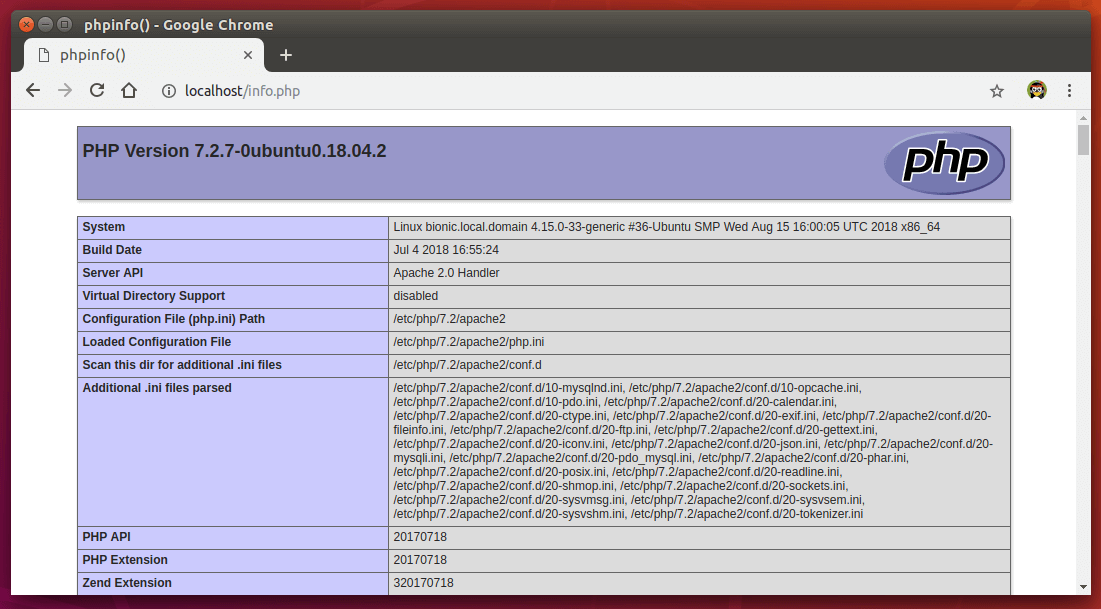 phpinfo() - Google Chrome
phpinfo()
localhost/info.php
PHP Version 7.2.7-0ubuntu0.18.04.2
php
System Linux bionic.local.domain 4.15.0-33-generic #36-Ubuntu SMP Wed Aug 15 16:00:05 UTC 2018 x86_64
Build Date Jul 4 2018 16:55:24
Server API Apache 2.0 Handler
Virtual Directory Support disabled
Configuration File (php.ini) Path /etc/php/7.2/apache2
Loaded Configuration File /etc/php/7.2/apache2/php.ini
Scan this dir for additional .ini files /etc/php/7.2/apache2/conf.d
Additional .ini files parsed /etc/php/7.2/apache2/conf.d/10-mysqlnd.ini, /etc/php/7.2/apache2/conf.d/10-opcache.ini,
/etc/php/7.2/apache2/conf.d/10-pdo.ini, /etc/php/7.2/apache2/conf.d/20-calendar.ini,
/etc/php/7.2/apache2/conf.d/20-ctype.ini, /etc/php/7.2/apache2/conf.d/20-exif.ini, /etc/php/7.2/apache2/conf.d/20-
fileinfo.ini, /etc/php/7.2/apache2/conf.d/20-ftp.ini, /etc/php/7.2/apache2/conf.d/20-gettext.ini,
/etc/php/7.2/apache2/conf.d/20-iconv.ini, /etc/php/7.2/apache2/conf.d/20-json.ini, /etc/php/7.2/apache2/conf.d/20-
mysqli.ini, /etc/php/7.2/apache2/conf.d/20-pdo_mysql.ini, /etc/php/7.2/apache2/conf.d/20-phar.ini,
/etc/php/7.2/apache2/conf.d/20-posix.ini, /etc/php/7.2/apache2/conf.d/20-readline.ini,
/etc/php/7.2/apache2/conf.d/20-shmop.ini, /etc/php/7.2/apache2/conf.d/20-sockets.ini,
/etc/php/7.2/apache2/conf.d/20-sysvmsg.ini, /etc/php/7.2/apache2/conf.d/20-sysvsem.ini,
/etc/php/7.2/apache2/conf.d/20-sysvshm.ini, /etc/php/7.2/apache2/conf.d/20-tokenizer.ini
PHP API 20170718
PHP Extension 20170718
Zend Extension 320170718